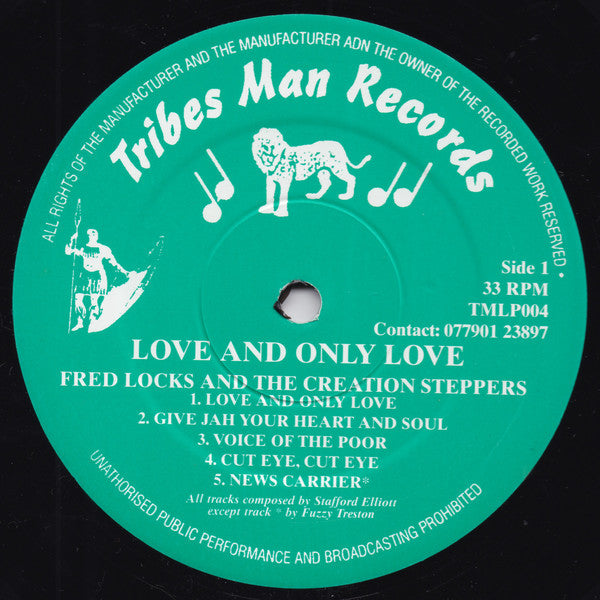 ALL RIGHTS OF THE MANUFACTURER AND THE MANUFACTURER ADN THE OWNER OF THE RECORDED WORK RESERVED •
Tribes Man Records
Side 1
33 RPM
TMLP004
Contact: 077901 23897
LOVE AND ONLY LOVE
FRED LOCKS AND THE CREATION STEPPERS
1. LOVE AND ONLY LOVE
2. GIVE JAH YOUR HEART AND SOUL
3. VOICE OF THE POOR
4. CUT EYE, CUT EYE
5. NEWS CARRIER*
All tracks composed by Stafford Elliott
except track * by Fuzzy Treston
UNATHORISED PUBLIC PERFORMANCE AND BROADCASTING PROHIBITED